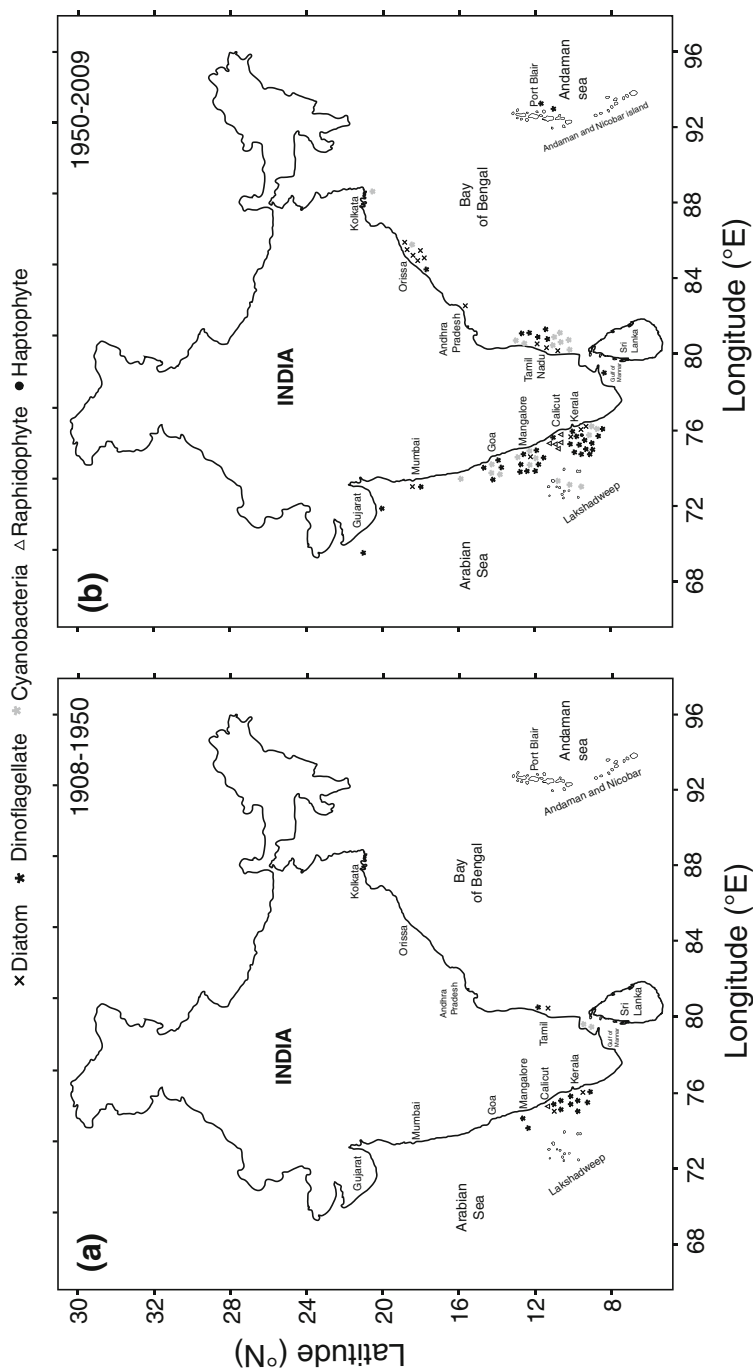 ×Diatom * Dinoflagellate * Cyanobacteria △Raphidophyte ●Haptophyte
(a)
1908-1950
INDIA
Gujarat
Mumbai
Goa
Mangalore
Calicut
Kerala
Lakshadweep
Arabian
Sea
Kolkata
Orissa
Andhra
Pradesh
Tamil
Gulf of
Mannar
Sri
Lanka
Bay
of Bengal
Port Blair
Andaman
sea
Andaman and Nicobar
Latitude (°N)
30
28
24
20
16
12
8
68
72
76
80
84
88
92
96
Longitude (°E)
(b)
1950-2009
INDIA
Gujarat
Mumbai
Goa
Mangalore
Calicut
Kerala
Lakshadweep
Arabian
Sea
Kolkata
Orissa
Andhra
Pradesh
Tamil
Nadu
Gulf of
Mannar
Sri
Lanka
Bay
of Bengal
Port Blair
Andaman
sea
Andaman and Nicobar island
68
72
76
80
84
88
92
96
Longitude (°E)